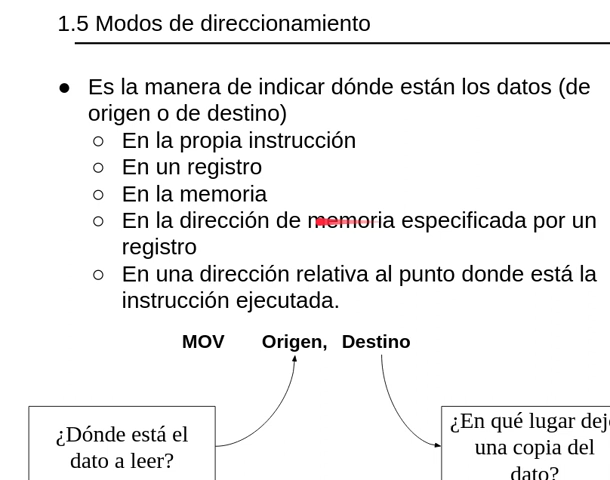 1.5 Modos de direccionamiento
● Es la manera de indicar dónde están los datos (de
origen o de destino)
○ En la propia instrucción
○ En un registro
○ En la memoria
○ En la dirección de memoria especificada por un
registro
○ En una dirección relativa al punto donde está la
instrucción ejecutada.
MOV Origen, Destino
¿Dónde está el
dato a leer?
¿En qué lugar dejo
una copia del
dato?